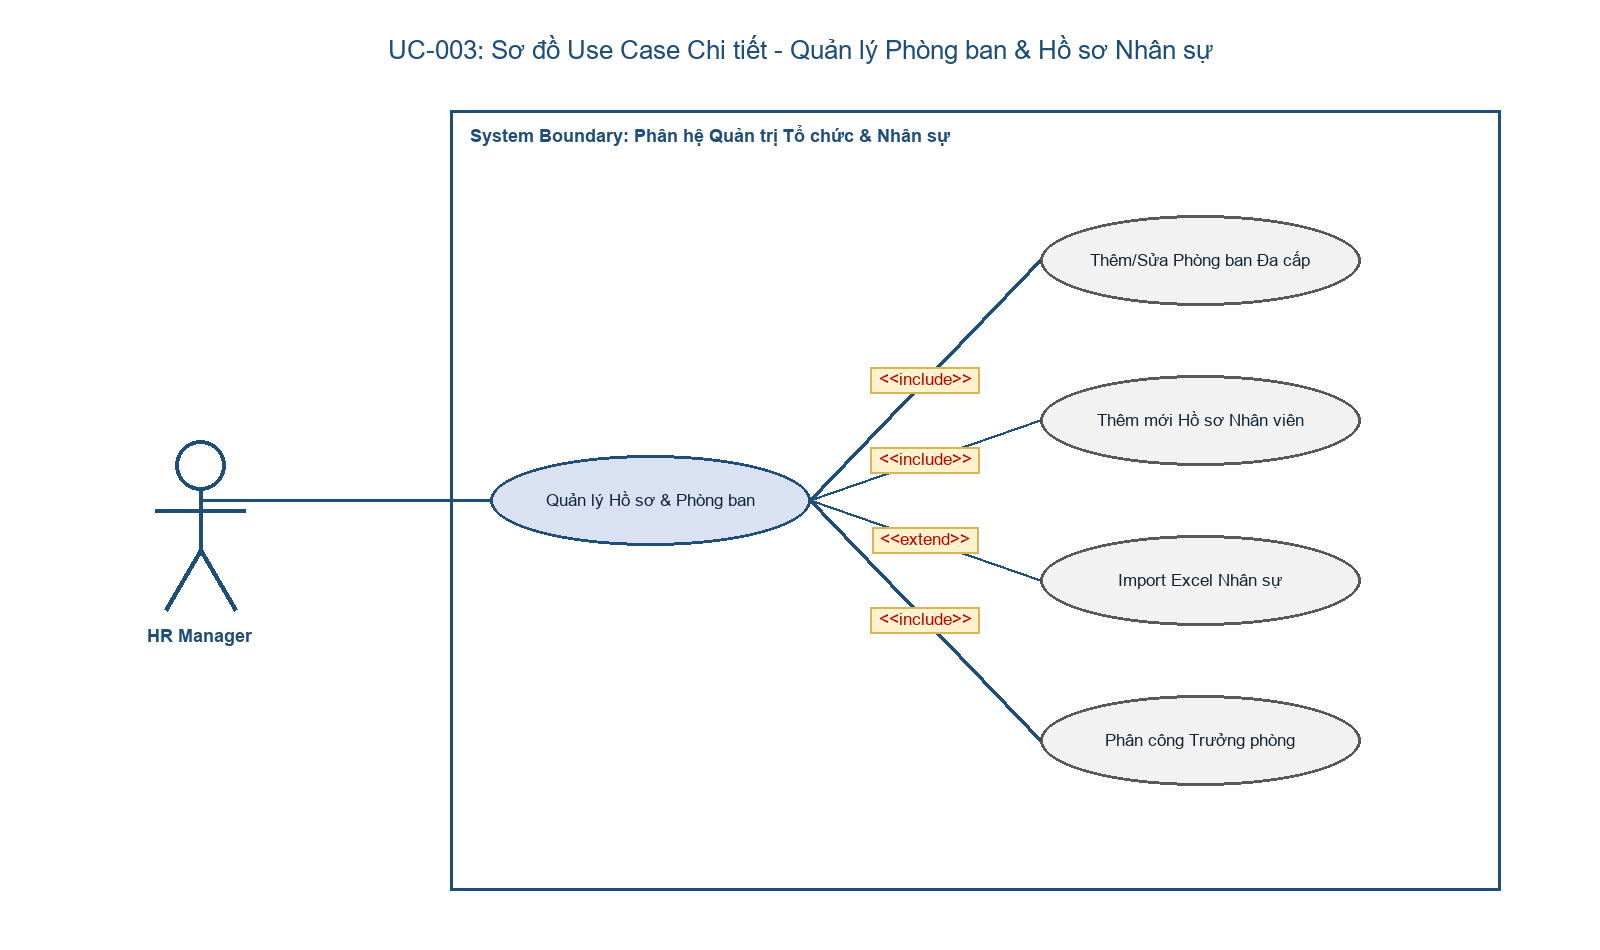 UC-003: Sơ đồ Use Case Chi tiết - Quản lý Phòng ban & Hồ sơ Nhân sự
System Boundary: Phân hệ Quản trị Tổ chức & Nhân sự
Thêm/Sửa Phòng ban Đa cấp
<<include>>
Thêm mới Hồ sơ Nhân viên
<<include>>
Quản lý Hồ sơ & Phòng ban
<<extend>>
Import Excel Nhân sự
<<include>>
HR Manager
Phân công Trưởng phòng